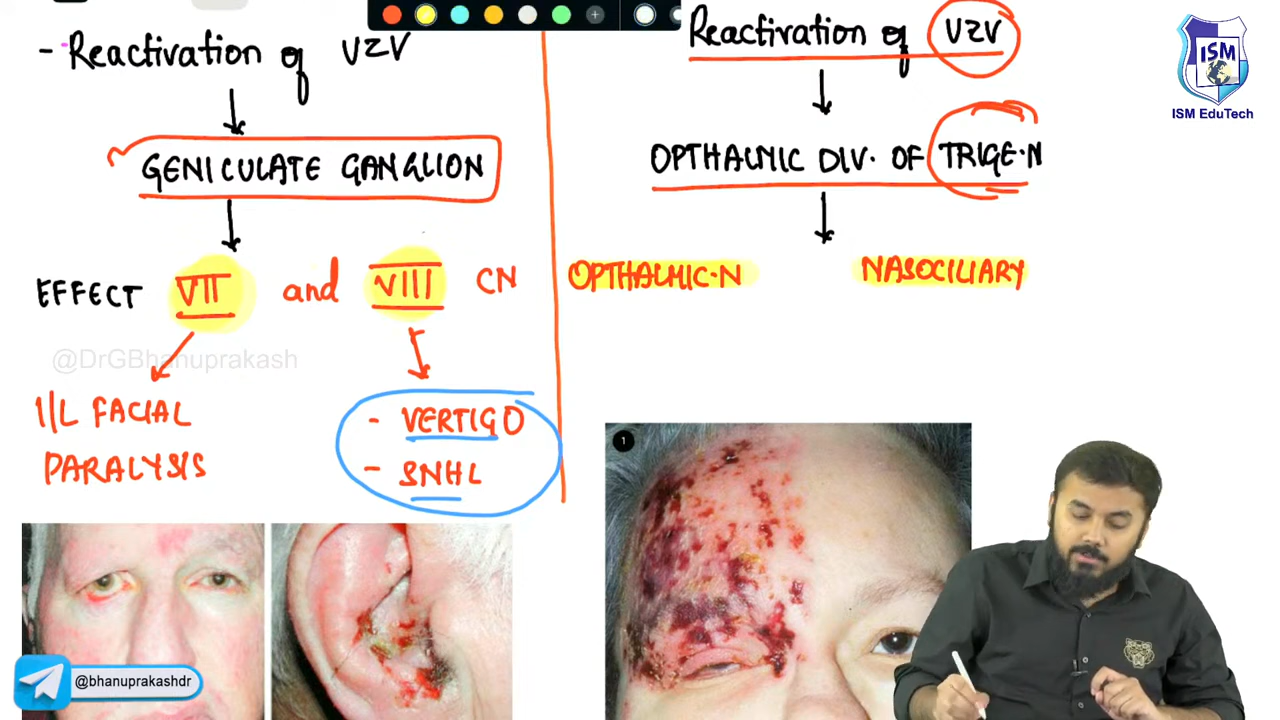 - Reactivation of VZV
GENICULATE GANGLION
EFFECT VII and VIII CN
@DrGBhanuprakash
I/L FACIAL
PARALYSIS
- VERTIGO
- SNHL
@bhanuprakashdr
Reactivation of VZV
OPTHALMIC DIV. OF TRIGE.N
OPTHALMIC.N
NASOCILIARY
1
ISM
ISM EduTech